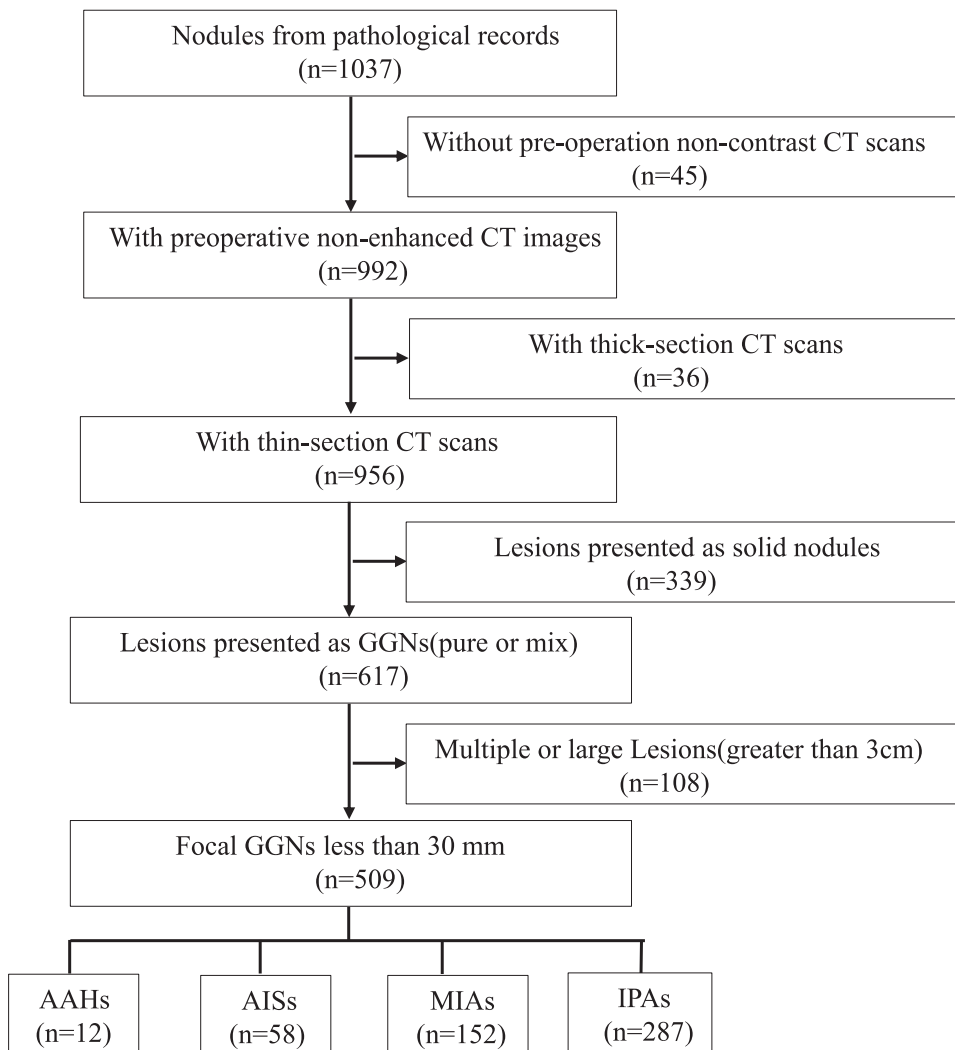 Nodules from pathological records
(n=1037)
Without pre-operation non-contrast CT scans
(n=45)
With preoperative non-enhanced CT images
(n=992)
With thick-section CT scans
(n=36)
With thin-section CT scans
(n=956)
Lesions presented as solid nodules
(n=339)
Lesions presented as GGNs(pure or mix)
(n=617)
Multiple or large Lesions(greater than 3cm)
(n=108)
Focal GGNs less than 30 mm
(n=509)
AAHs
(n=12)
AISs
(n=58)
MIAs
(n=152)
IPAs
(n=287)